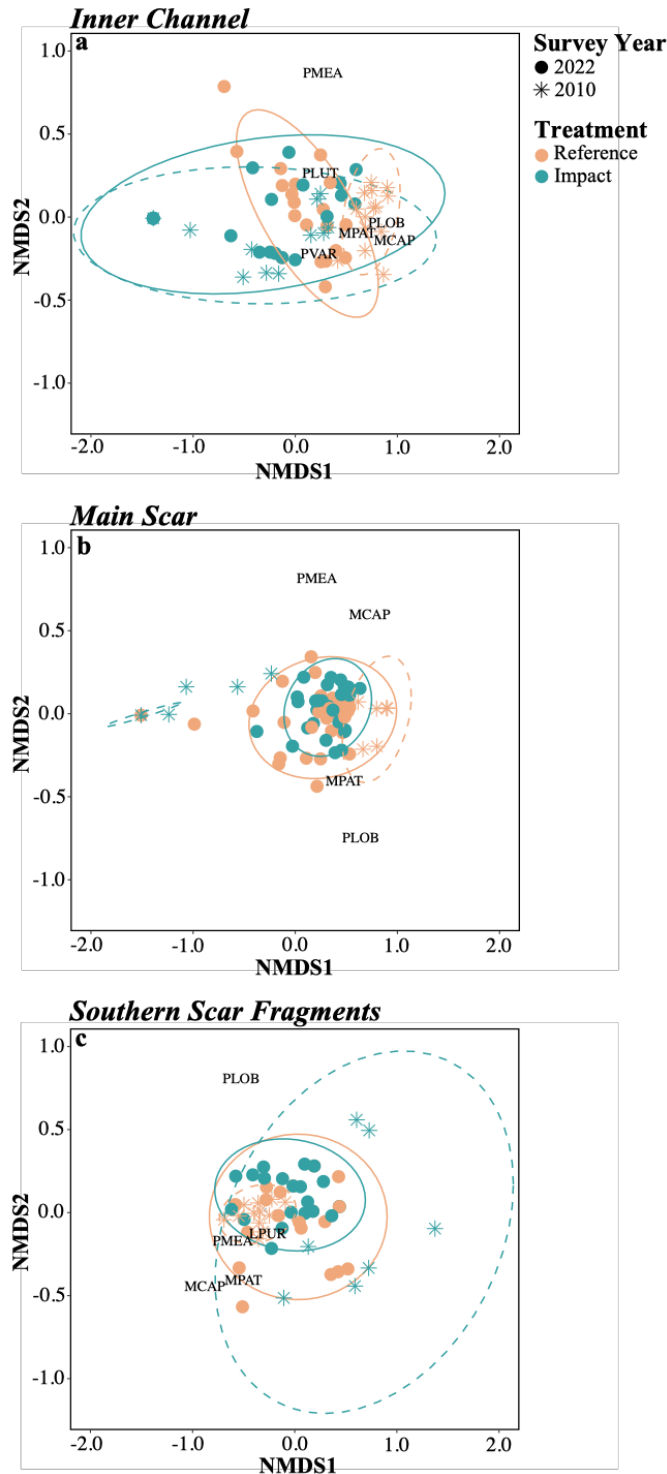 Inner Channel
a
PMEA
PLUT
PLOB
MPAT
MCAP
PVAR
1.0
0.5
0.0
-0.5
-1.0
NMDS2
-2.0 -1.0 0.0 1.0 2.0
NMDS1
Survey Year
2022
2010
Treatment
Reference
Impact
Main Scar
b
PMEA
MCAP
MPAT
PLOB
1.0
0.5
0.0
-0.5
-1.0
NMDS2
-2.0 -1.0 0.0 1.0 2.0
NMDS1
Southern Scar Fragments
c
PLOB
LPUR
PMEA
MPAT
MCAP
1.0
0.5
0.0
-0.5
-1.0
NMDS2
-2.0 -1.0 0.0 1.0 2.0
NMDS1